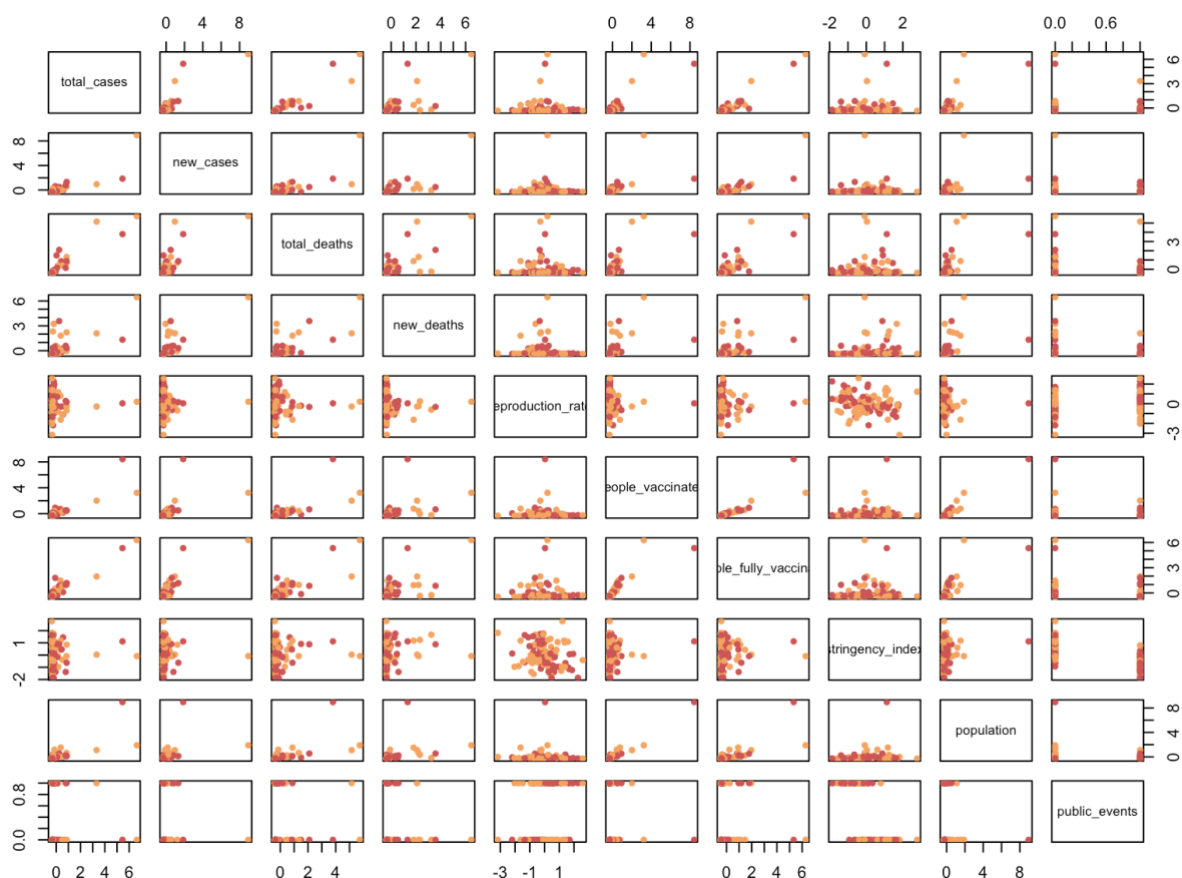 0 4 8 0 2 4 6 0 4 8 -2 0 2 0.0 0.6
total_cases 0 3 6
0 4 8 new_cases
total_deaths 0 3
0 3 6 new_deaths
eproduction_rat -3 0
0 4 8 eople_vaccinate
ple_fully_vaccina 0 3 6
-2 1 stringency_index
population 0 4 8
0.0 0.8 public_events
0 2 4 6 0 2 4 -3 -1 1 0 2 4 6 0 4 8